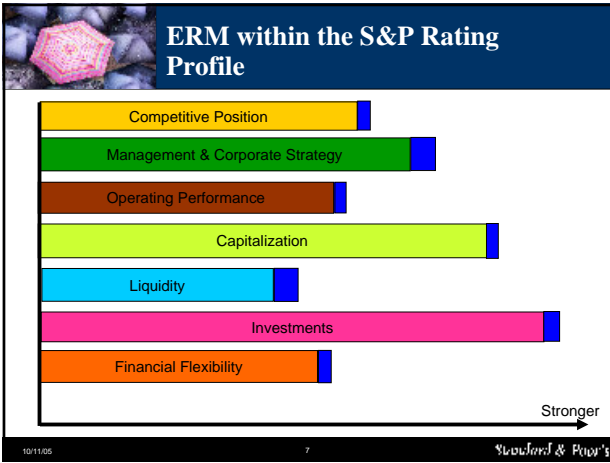 ERM within the S&P Rating
Profile
Competitive Position
Management & Corporate Strategy
Operating Performance
Capitalization
Liquidity
Investments
Financial Flexibility
Stronger
10/11/05
7
Standard & Poor's